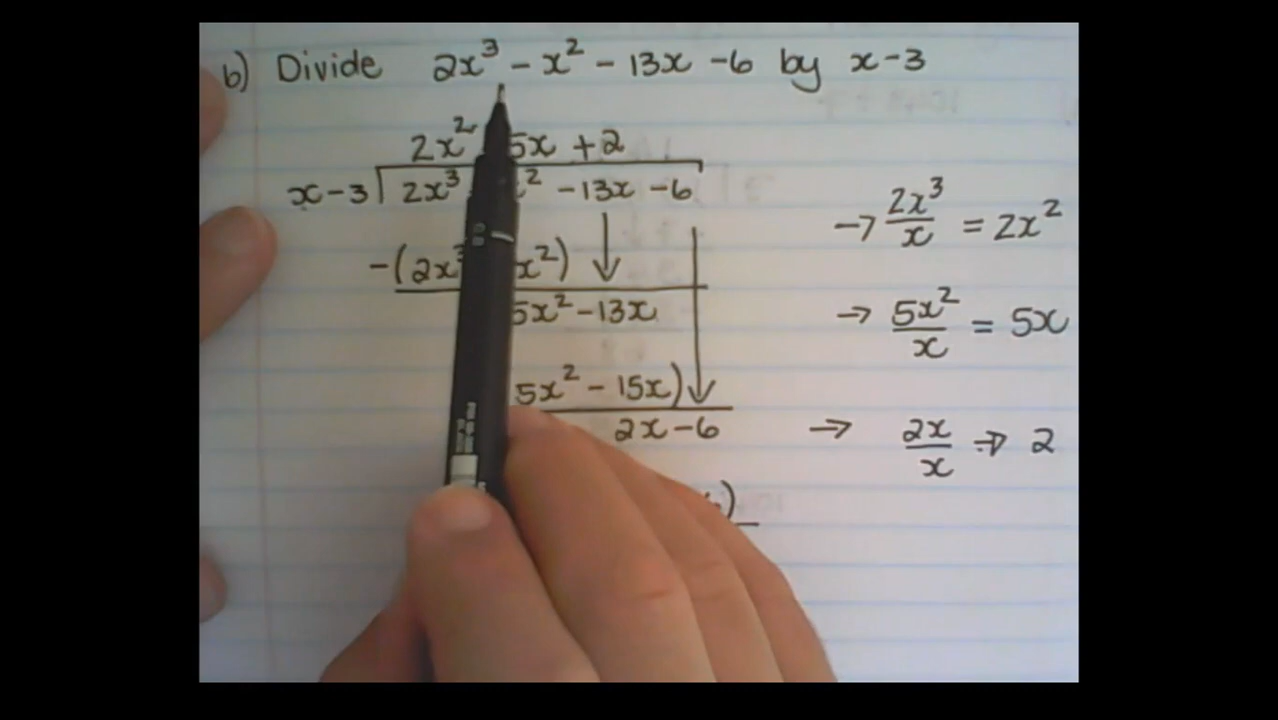 b) Divide 2x³ - x² - 13x - 6 by x - 3
2x² 5x + 2
x - 3 2x³ x² - 13x - 6
-(2x³ x²)
5x² - 13x
5x² - 15x)
2x - 6
)
→ 2x³/x = 2x²
→ 5x²/x = 5x
→ 2x/x → 2